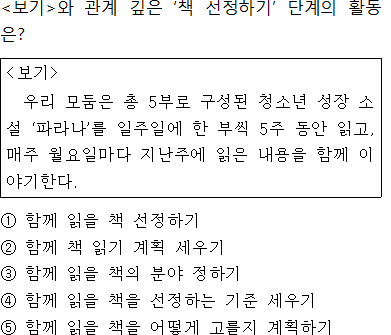 <보기>와 관계 깊은 ‘책 선정하기’ 단계의 활동
은?
<보기>
우리 모둠은 총 5부로 구성된 청소년 성장 소
설 ‘파라나’를 일주일에 한 부씩 5주 동안 읽고,
매주 월요일마다 지난주에 읽은 내용을 함께 이
야기한다.
① 함께 읽을 책 선정하기
② 함께 책 읽기 계획 세우기
③ 함께 읽을 책의 분야 정하기
④ 함께 읽을 책을 선정하는 기준 세우기
⑤ 함께 읽을 책을 어떻게 고를지 계획하기